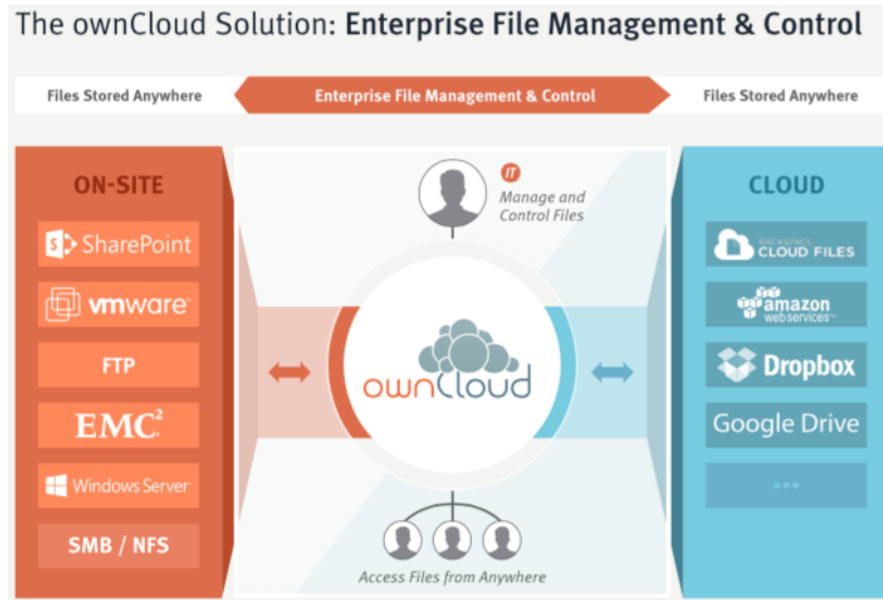 The ownCloud Solution: Enterprise File Management & Control
Files Stored Anywhere
Enterprise File Management & Control
Files Stored Anywhere
ON-SITE
SharePoint
vmware
FTP
EMC²
Windows Server
SMB / NFS
IT
Manage and
Control Files
ownCloud
Access Files from Anywhere
CLOUD
RACKSPACE
CLOUD FILES
amazon
web services™
Dropbox
Google Drive
...